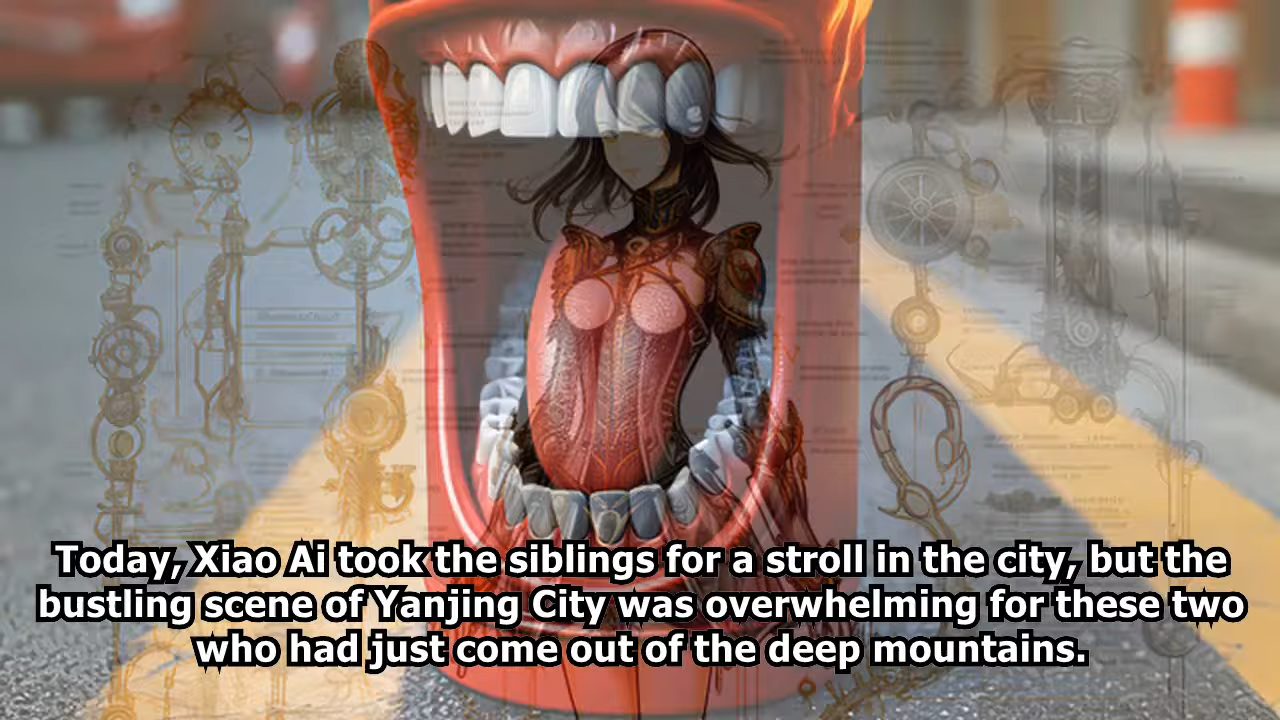 Today, Xiao Ai took the siblings for a stroll in the city, but the
bustling scene of Yanjing City was overwhelming for these two
who had just come out of the deep mountains.